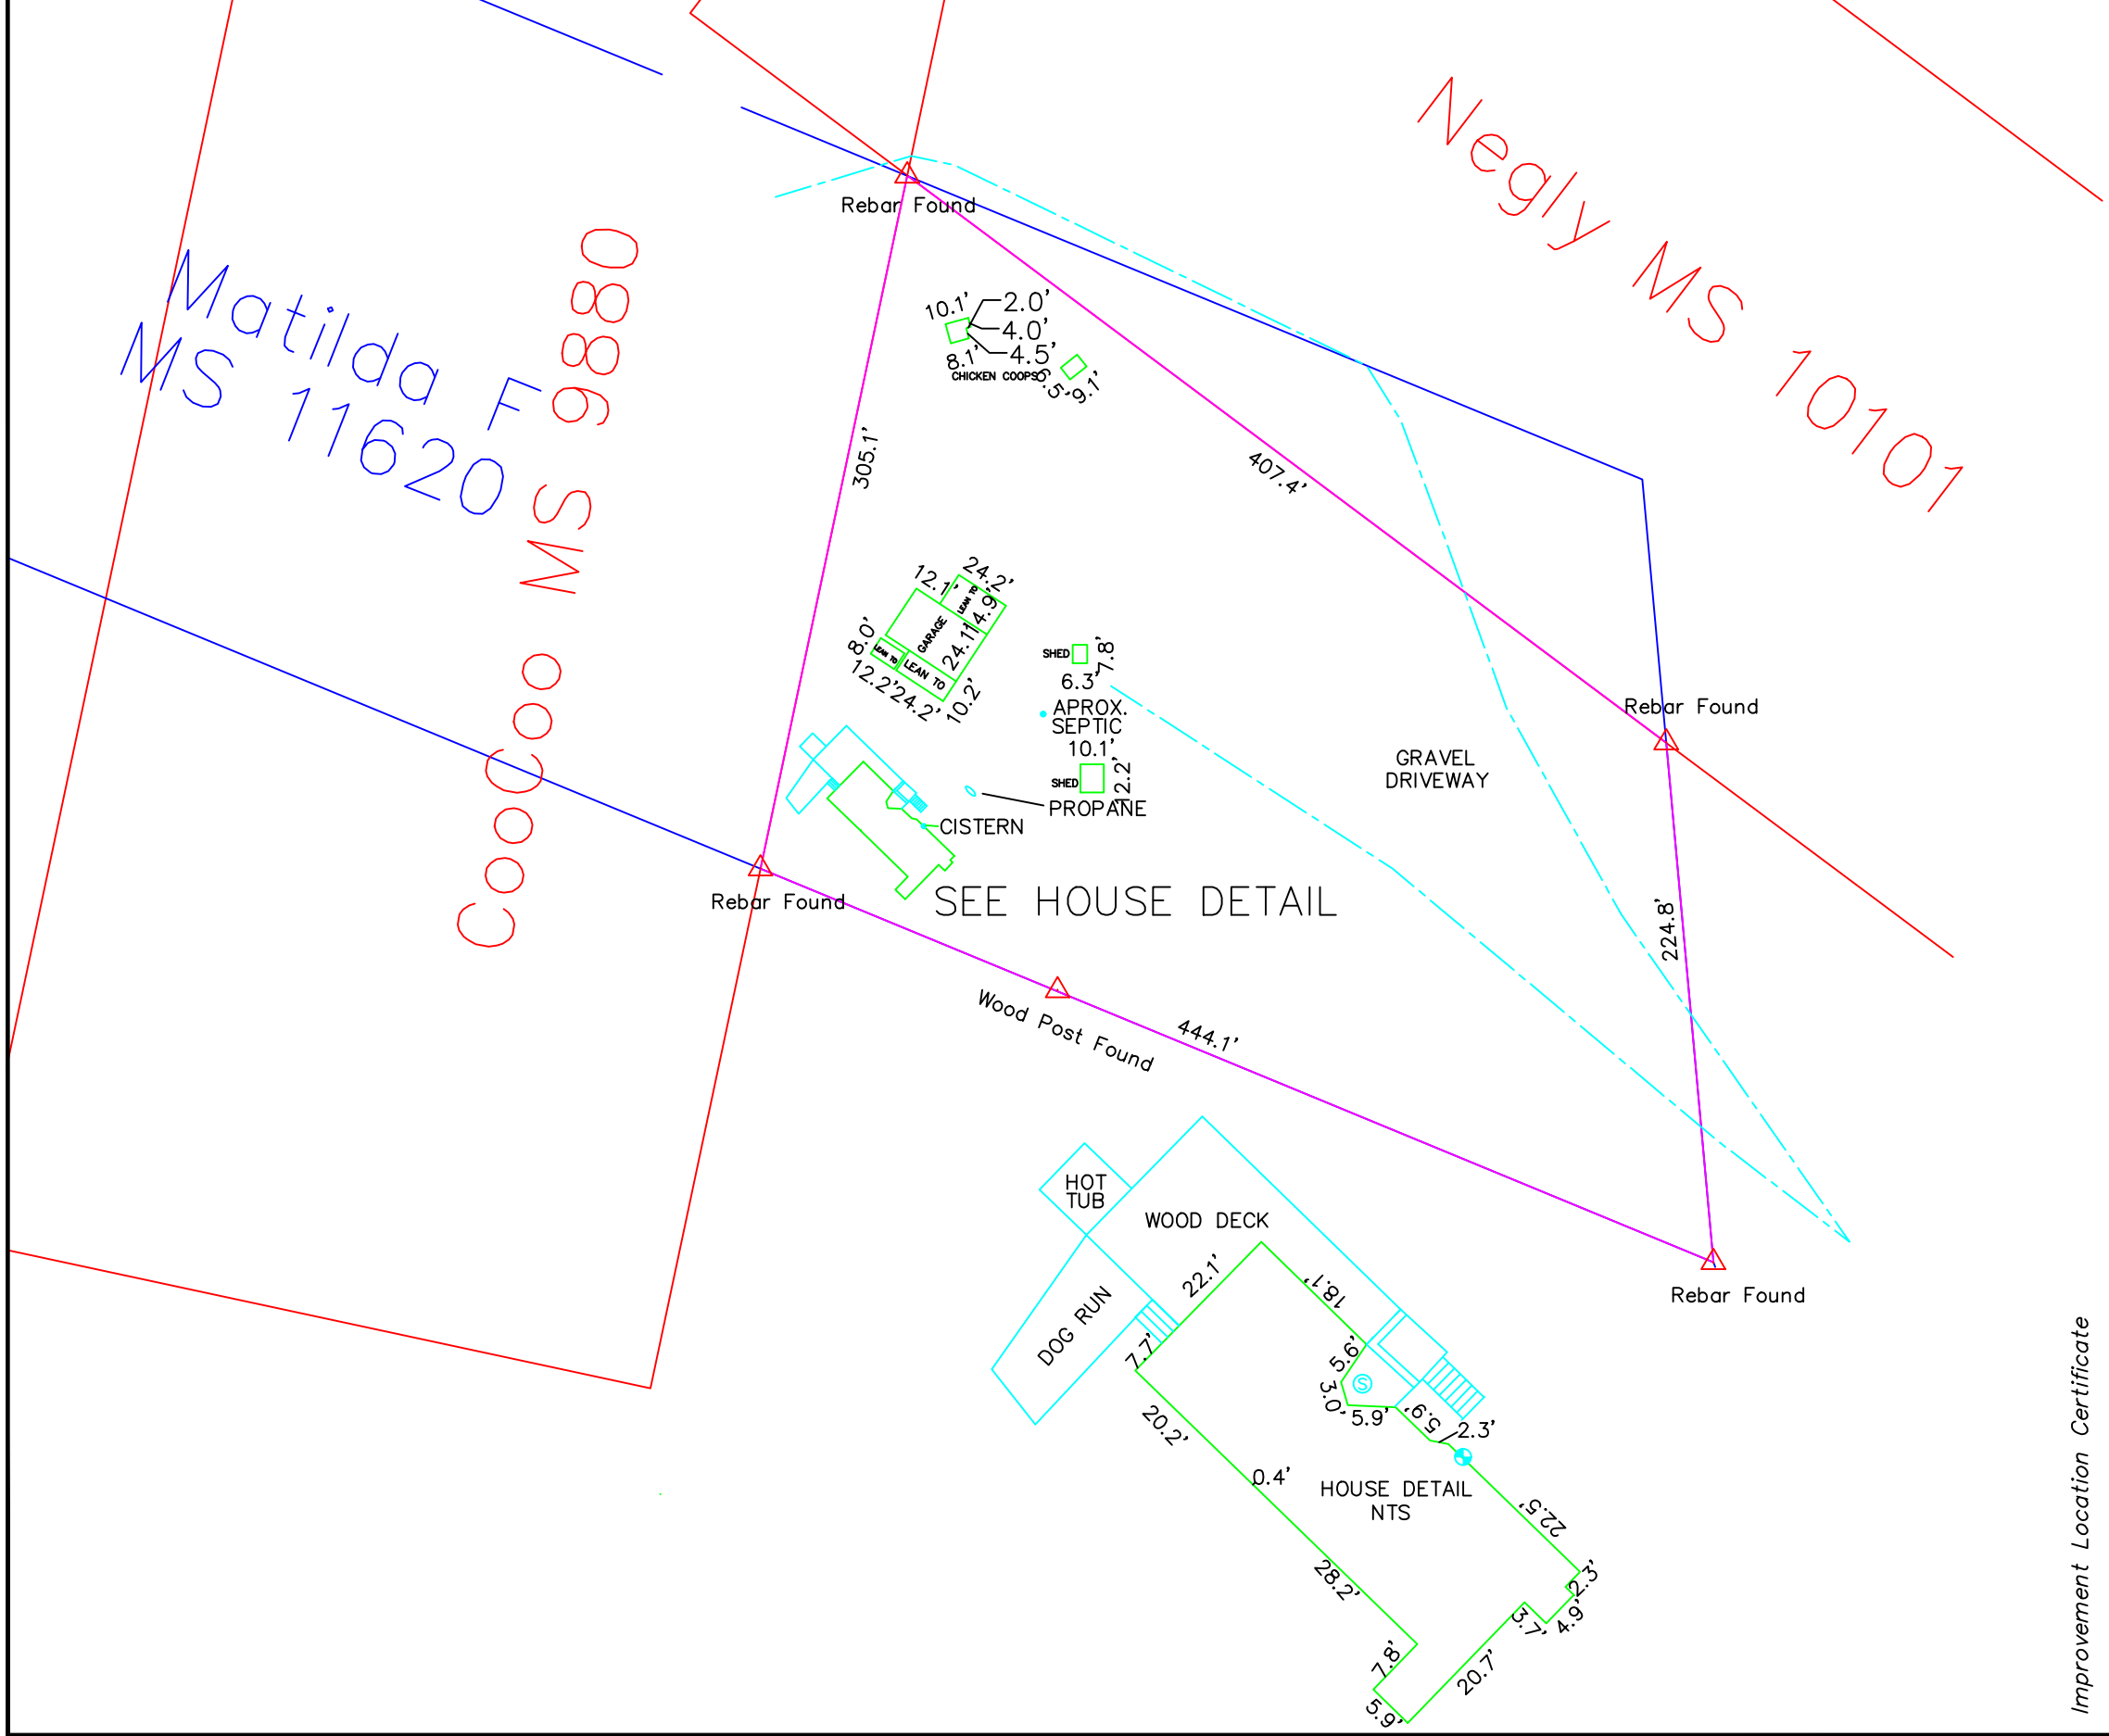 Negly MS 10101
Matilda F
MS 11620
CooCoo MS 9880
Rebar Found
10.1'
2.0'
4.0'
4.5'
8.1'
CHICKEN COOPS
6.5'
9.1'
305.1'
407.4'
24.2'
12.1'
LEAN TO
14.9'
GARAGE
24.1'
8.0'
LEAN TO
LEAN TO
12.2'
24.2'
10.2'
SHED
7.8'
6.3'
APROX.
SEPTIC
10.1'
SHED
12.2'
PROPANE
CISTERN
Rebar Found
GRAVEL
DRIVEWAY
Rebar Found
SEE HOUSE DETAIL
224.8'
Wood Post Found
444.1'
Rebar Found
HOT
TUB
WOOD DECK
22.1'
18.1'
DOG RUN
7.7'
5.6'
S
3.0'
5.9'
5.9'
2.3'
20.2'
0.4'
HOUSE DETAIL
NTS
22.5'
28.2'
2.3'
4.9'
3.7'
7.8'
20.7'
5.9'
Improvement Location Certificate